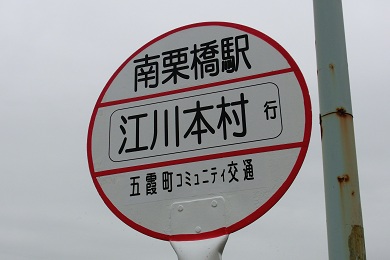 南栗橋駅
江川本村 行
五霞町コミュニティ交通